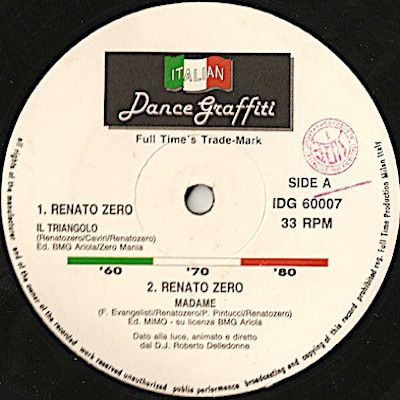 ITALIAN
Dance Graffiti
Full Time's Trade-Mark
SIDE A
IDG 60007
33 RPM
1. RENATO ZERO
IL TRIANGOLO
(Renatozero/Caviri/Renatozero)
Ed. BMG Ariola/Zero Mania
'60 '70 '80
2. RENATO ZERO
MADAME
(F. Evangelisti/Renatozero/P. Pintucci/Renatozero)
Ed. MIMO - su licenza BMG Ariola
Dato alla luce, animato e diretto
dal D.J. Roberto Delledonne
all rights of the manufacturer and of the owner of the recorded work reserved unauthorized public performance broadcasting and copying of this record prohibited reg. Full Time Production Milan Italy